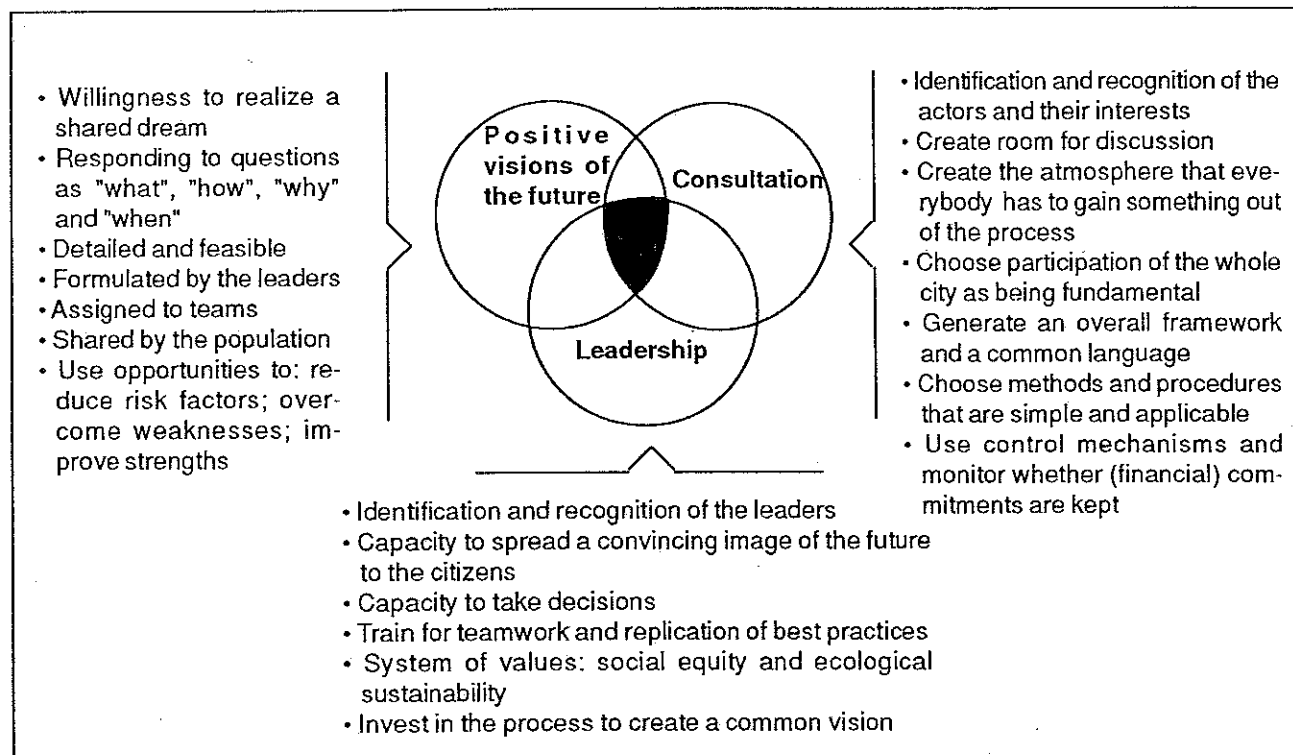 • Willingness to realize a
shared dream
• Responding to questions
as "what", "how", "why"
and "when"
• Detailed and feasible
• Formulated by the leaders
• Assigned to teams
• Shared by the population
• Use opportunities to: re-
duce risk factors; over-
come weaknesses; im-
prove strengths
Positive
visions of
the future
Consultation
Leadership
• Identification and recognition of the
actors and their interests
• Create room for discussion
• Create the atmosphere that eve-
rybody has to gain something out
of the process
• Choose participation of the whole
city as being fundamental
• Generate an overall framework
and a common language
• Choose methods and procedures
that are simple and applicable
• Use control mechanisms and
monitor whether (financial) com-
mitments are kept
• Identification and recognition of the leaders
• Capacity to spread a convincing image of the future
to the citizens
• Capacity to take decisions
• Train for teamwork and replication of best practices
• System of values: social equity and ecological
sustainability
• Invest in the process to create a common vision